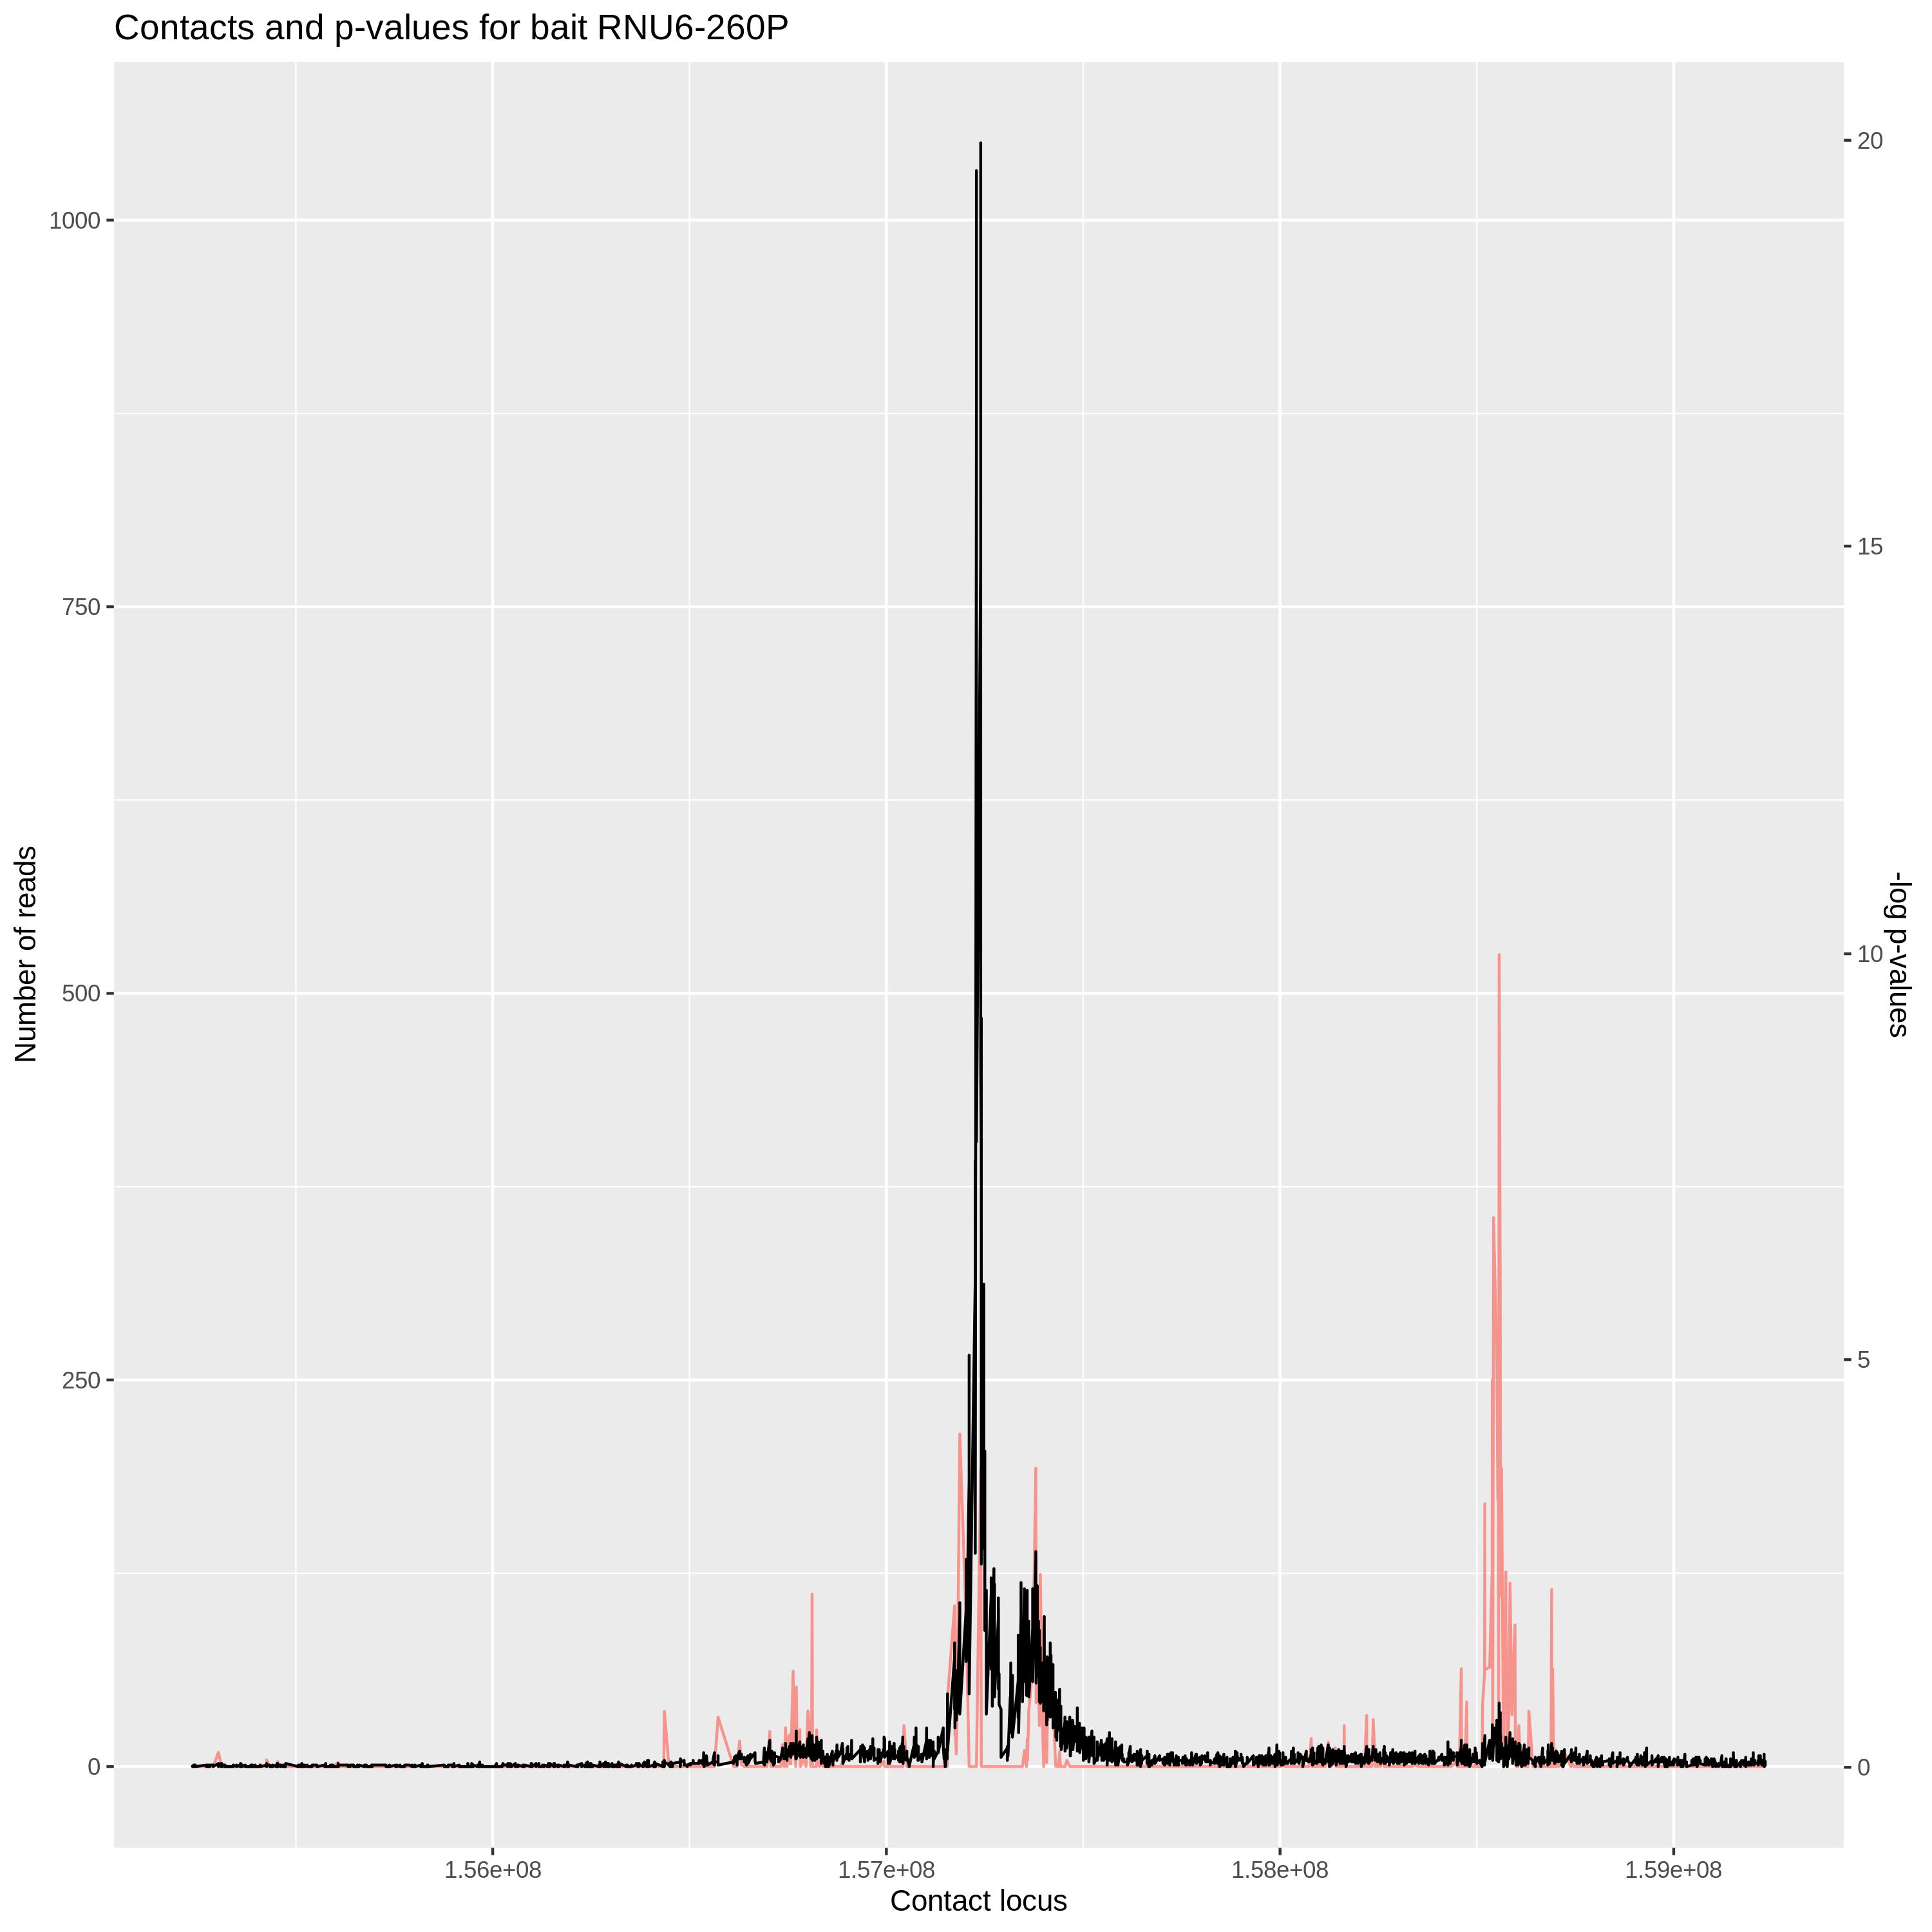 Contacts and p-values for bait RNU6-260P
1000
750
500
250
0
Number of reads
20
15
10
5
0
-log p-values
1.56e+08 1.57e+08 1.58e+08 1.59e+08
Contact locus